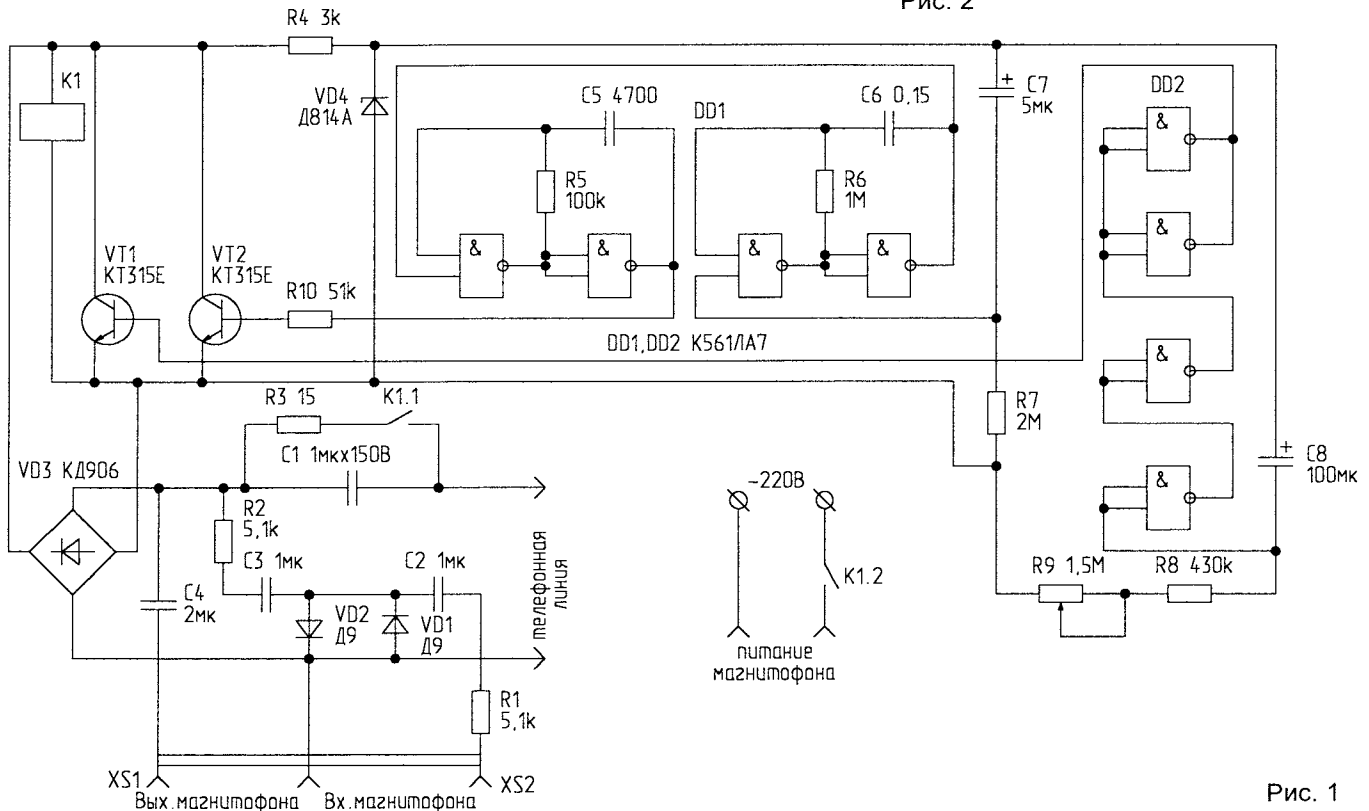 Рис. 2
R4 3k
K1
VD4
Д814А
C5 4700
DD1
C6 0,15
+
C7
5мк
DD2
&
R5
100k
R6
1М
&
&
&
&
&
VT1
КТ315Е
VT2
КТ315Е
R10 51k
DD1,DD2 К561ЛА7
&
R3 15
K1.1
R7
2М
C1 1мкх150В
+
C8
100мк
VD3 КД906
~220В
&
R2
5,1k
C3 1мк
C2 1мк
телефонная
линия
K1.2
R9 1,5М
R8 430k
C4
2мк
VD2
Д9
VD1
Д9
питание
магнитофона
R1
5,1k
XS1
XS2
Вых.магнитофона
Вх.магнитофона
Рис. 1